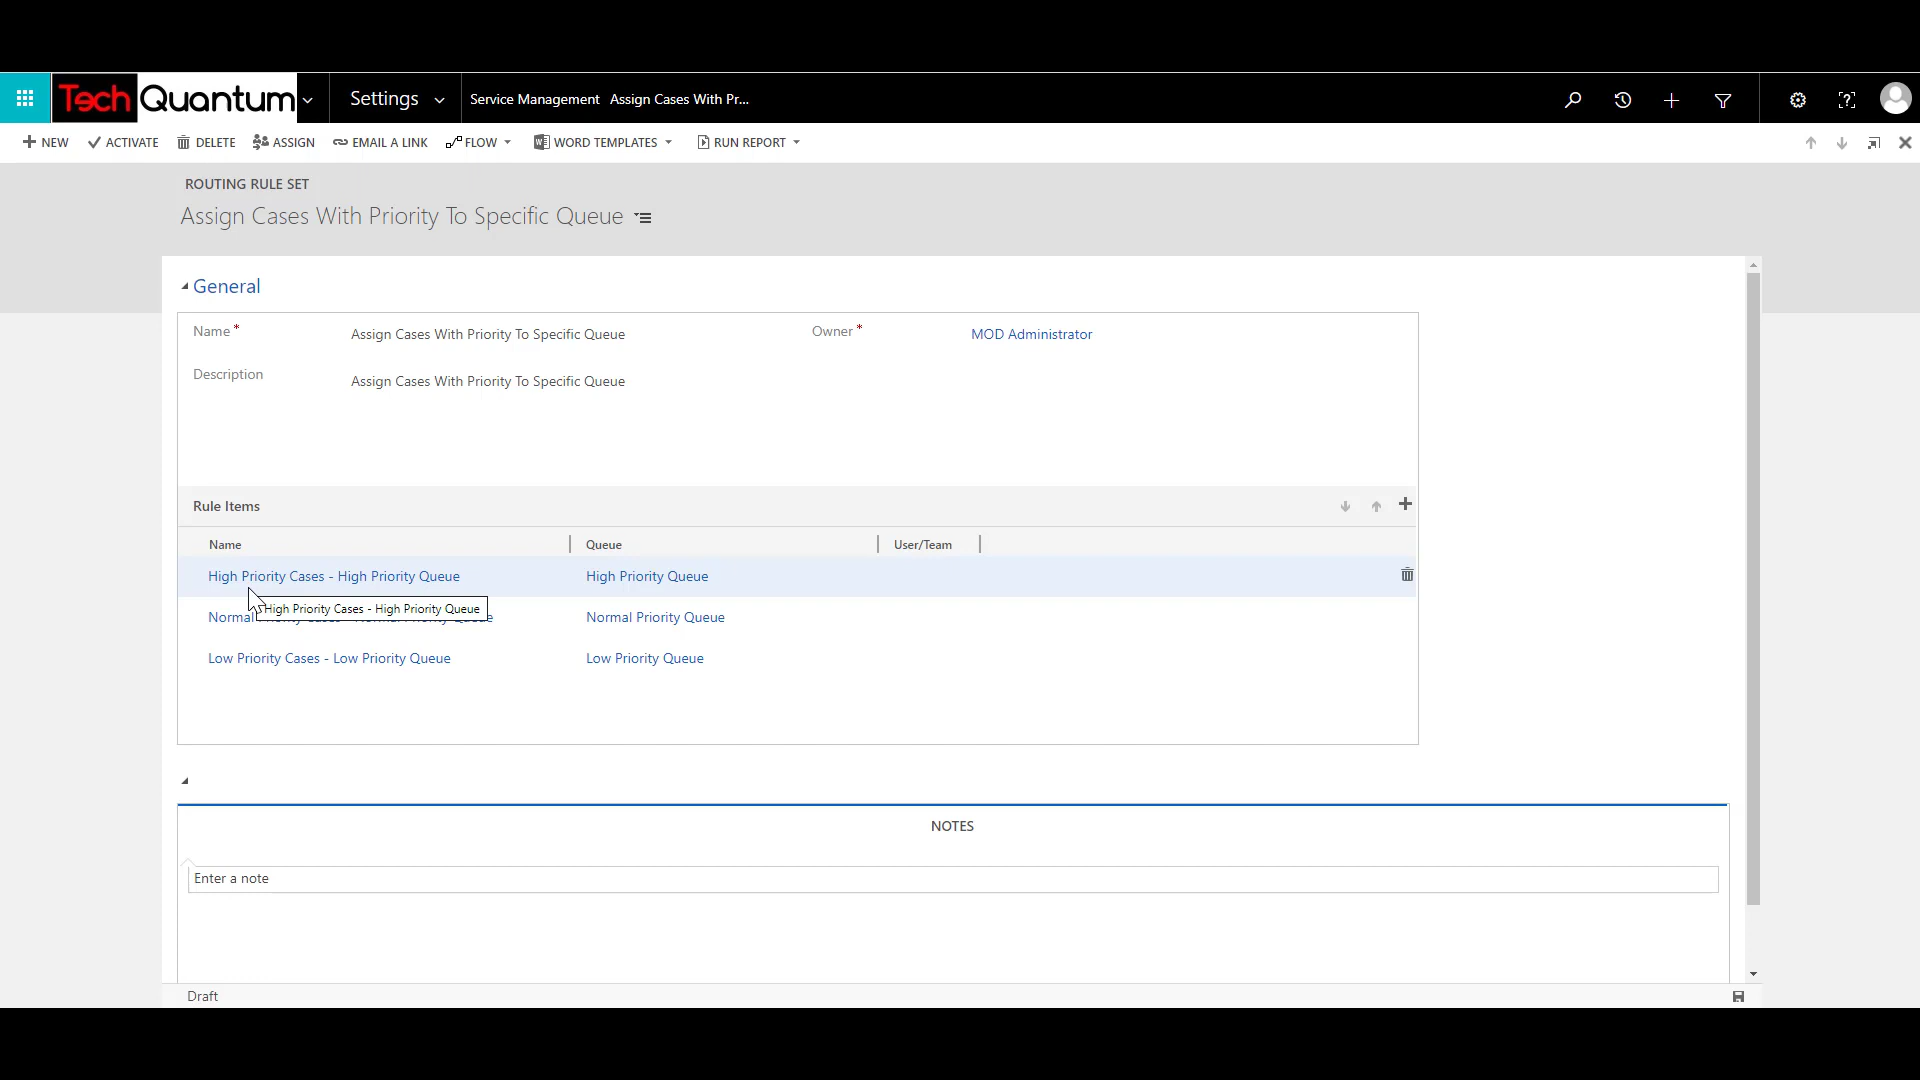 Tech Quantum
Settings
Service Management Assign Cases With Pr...
NEW ACTIVATE DELETE ASSIGN EMAIL A LINK FLOW WORD TEMPLATES RUN REPORT
ROUTING RULE SET
Assign Cases With Priority To Specific Queue
General
Name * Assign Cases With Priority To Specific Queue Owner * MOD Administrator
Description Assign Cases With Priority To Specific Queue
Rule Items
Name Queue User/Team
High Priority Cases - High Priority Queue High Priority Queue
High Priority Cases - High Priority Queue
Normal Normal Priority Queue
Low Priority Cases - Low Priority Queue Low Priority Queue
NOTES
Enter a note
Draft